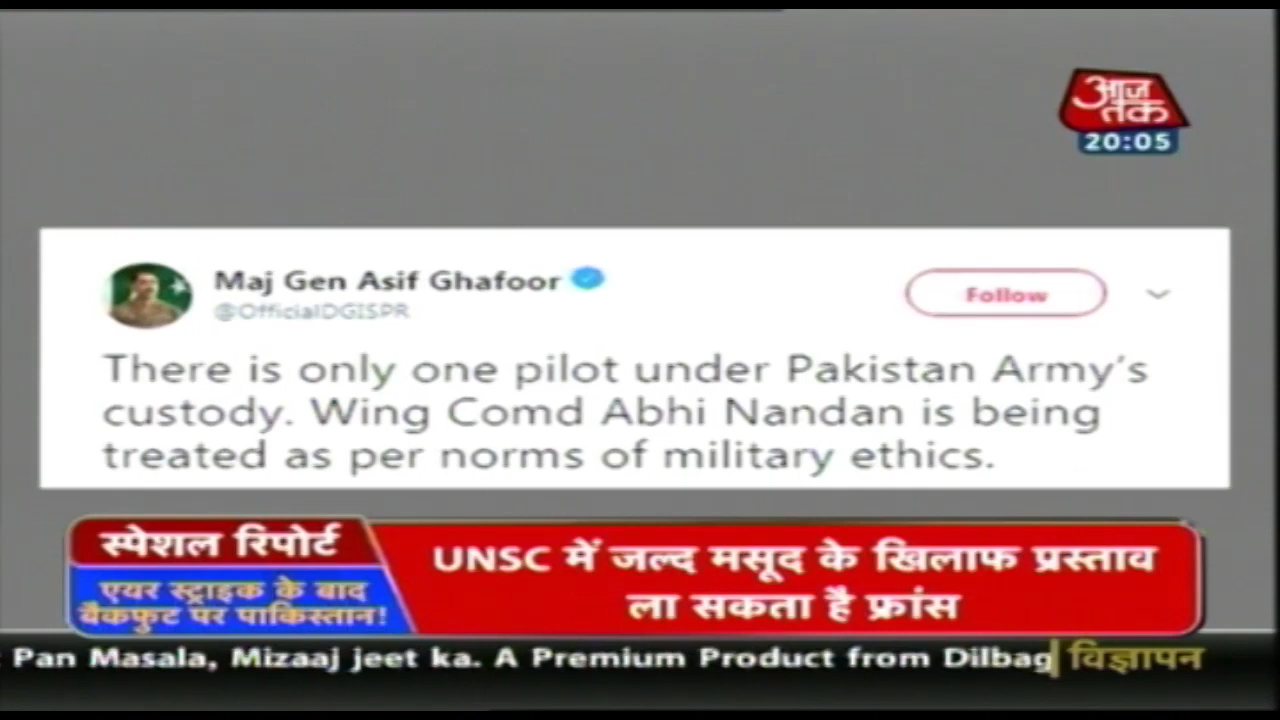 आज
तक
20:05
Maj Gen Asif Ghafoor
@OfficialDGISPR
Follow
There is only one pilot under Pakistan Army's
custody. Wing Comd Abhi Nandan is being
treated as per norms of military ethics.
स्पेशल रिपोर्ट
एयर स्ट्राइक के बाद
बैकफुट पर पाकिस्तान!
UNSC में जल्द मसूद के खिलाफ प्रस्ताव
ला सकता है फ्रांस
: Pan Masala, Mizaaj jeet ka. A Premium Product from Dilbag
विज्ञापन